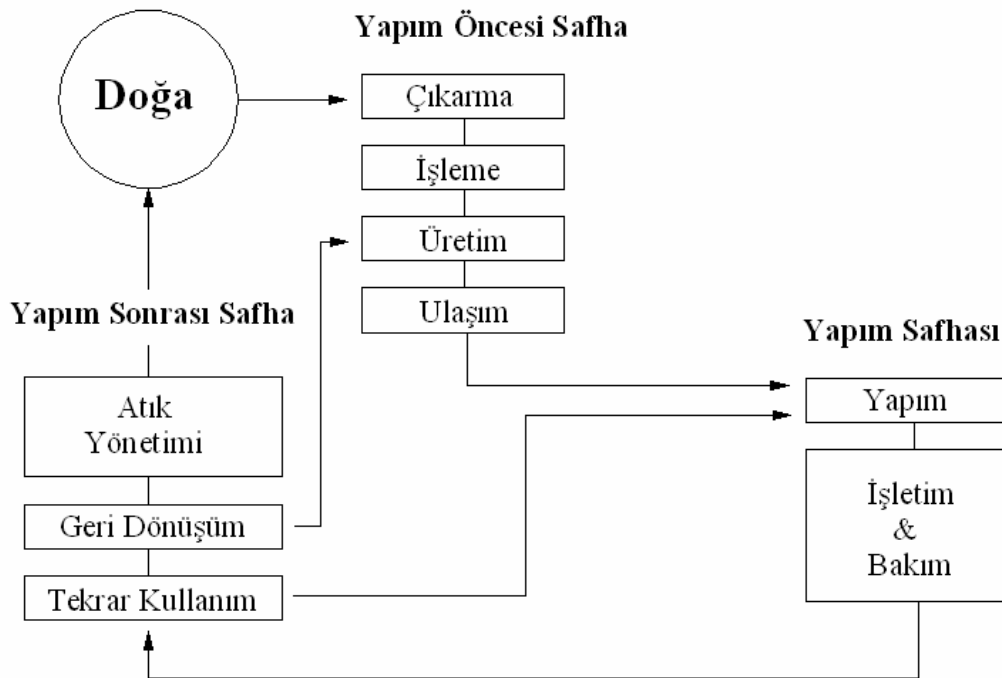 Yapım Öncesi Safha
Doğa
Çıkarma
İşleme
Üretim
Ulaşım
Yapım Sonrası Safha
Atık
Yönetimi
Geri Dönüşüm
Tekrar Kullanım
Yapım Safhası
Yapım
İşletim
&
Bakım